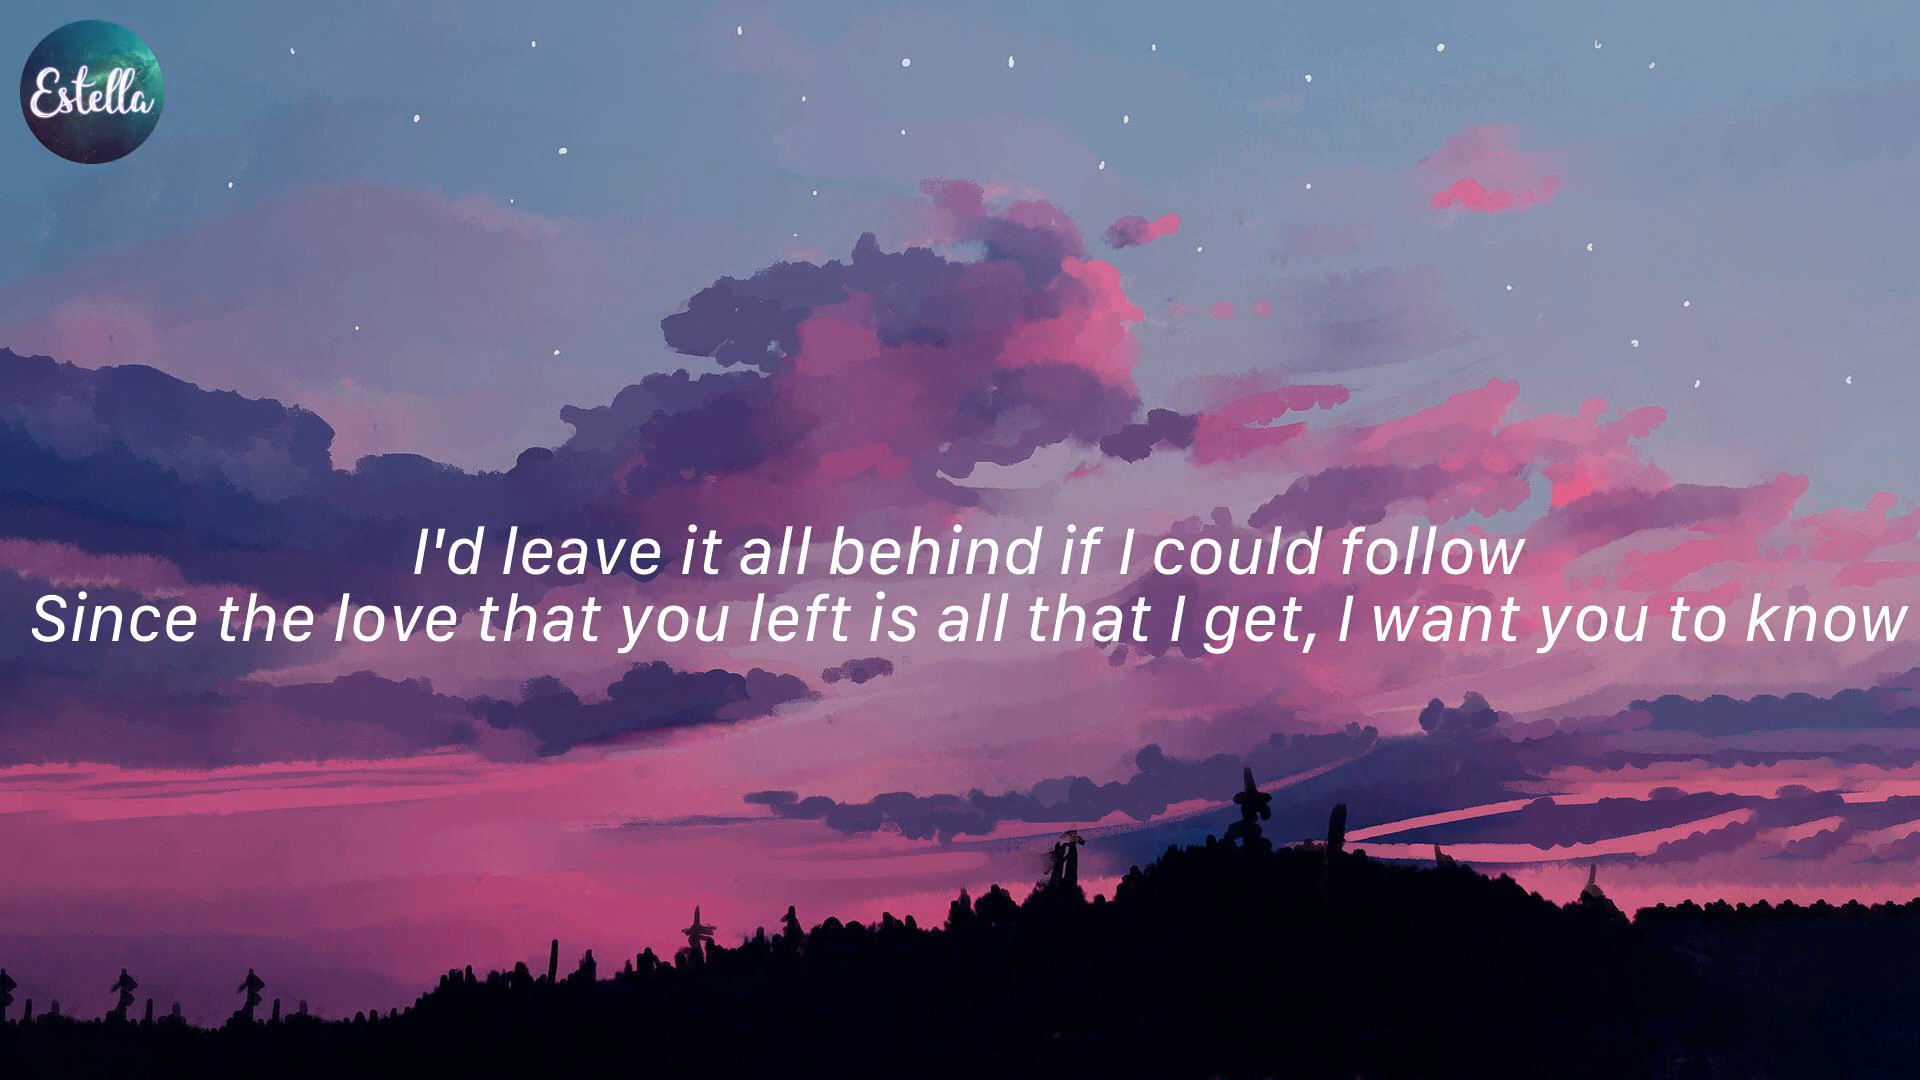 Estella
I'd leave it all behind if I could follow
Since the love that you left is all that I get, I want you to know